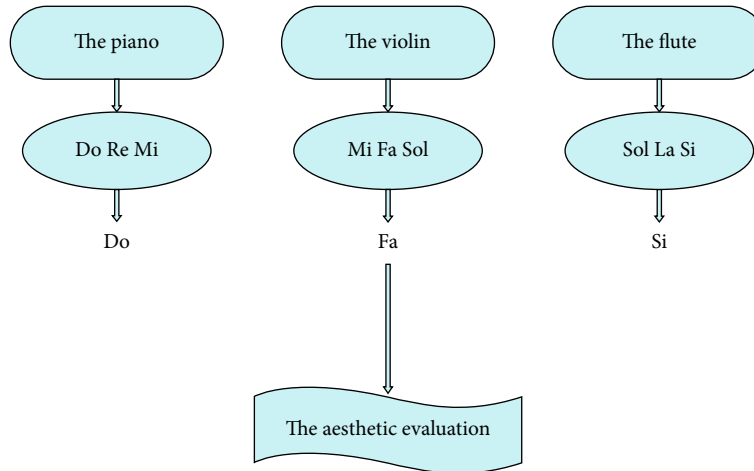 The piano
The violin
The flute
Do Re Mi
Mi Fa Sol
Sol La Si
Do
Fa
Si
The aesthetic evaluation